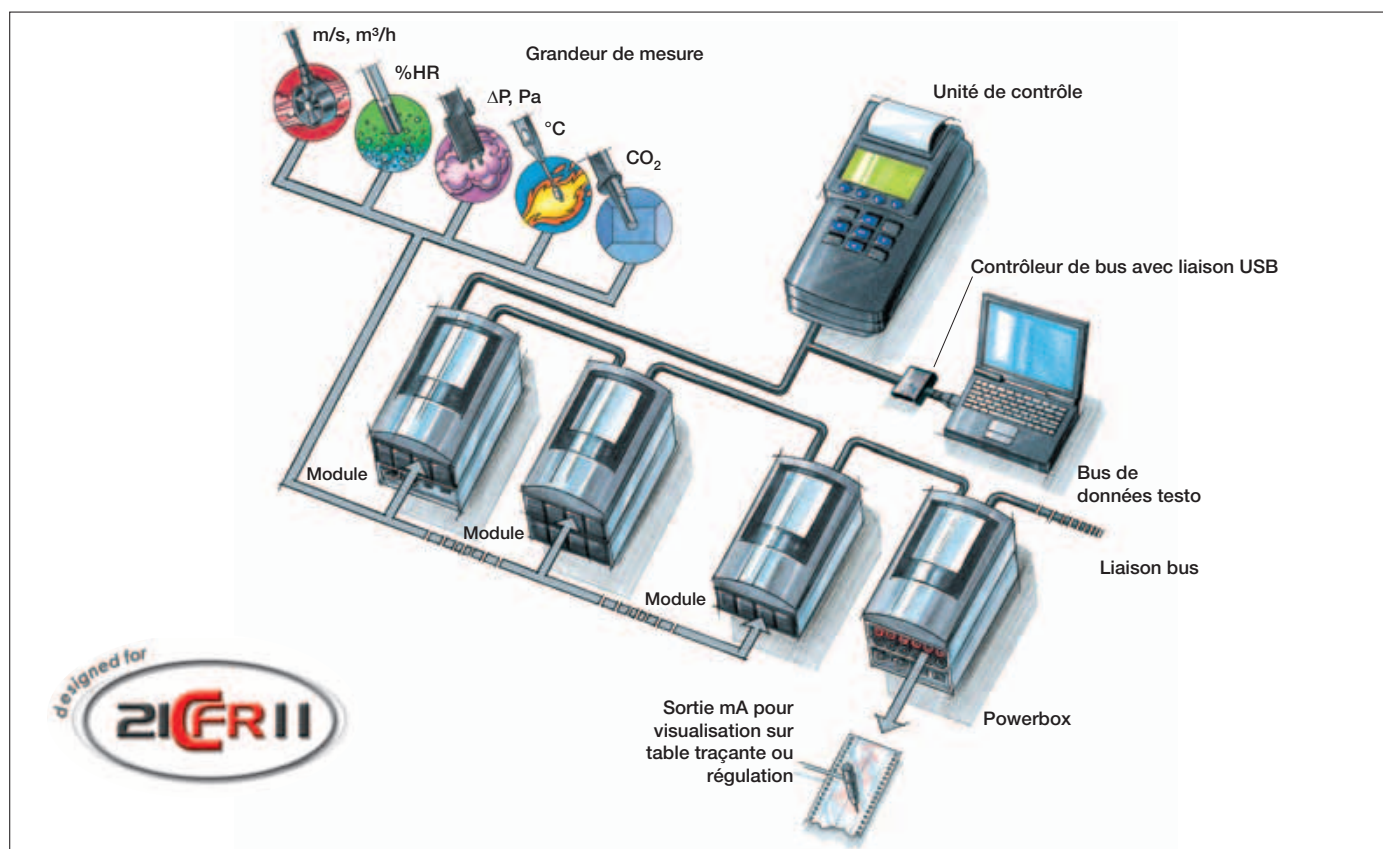 m/s, m³/h
Grandeur de mesure
%HR
ΔP, Pa
°C
CO₂
Unité de contrôle
Contrôleur de bus avec liaison USB
Module
Module
Module
Bus de
données testo
Liaison bus
Powerbox
Sortie mA pour
visualisation sur
table traçante ou
régulation
designed for
21CFR11